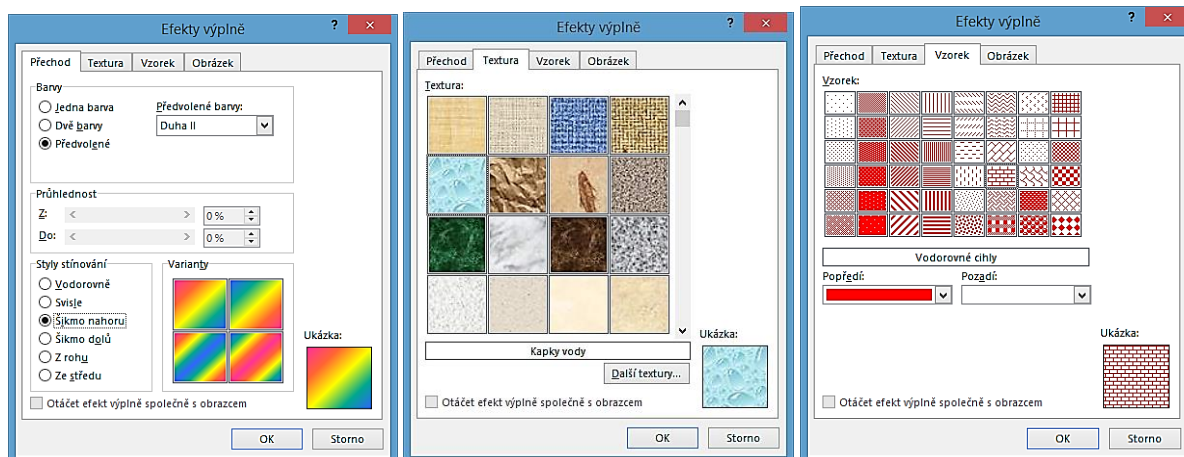 Efekty výplně ?
Přechod Textura Vzorek Obrázek
Barvy
Jedna barva
Dvě barvy
Předvolené
Předvolené barvy:
Duha II
Průhlednost
Z: 0 %
Do: 0 %
Styly stínování
Vodorovně
Svisle
Šikmo nahoru
Šikmo dolů
Z rohu
Ze středu
Varianty
Ukázka:
Otáčet efekt výplně společně s obrazcem
OK Storno
Efekty výplně ?
Přechod Textura Vzorek Obrázek
Textura:
Kapky vody
Další textury...
Ukázka:
Otáčet efekt výplně společně s obrazcem
OK Storno
Efekty výplně ?
Přechod Textura Vzorek Obrázek
Vzorek:
Vodorovné cihly
Popředí: Pozadí:
Ukázka:
Otáčet efekt výplně společně s obrazcem
OK Storno